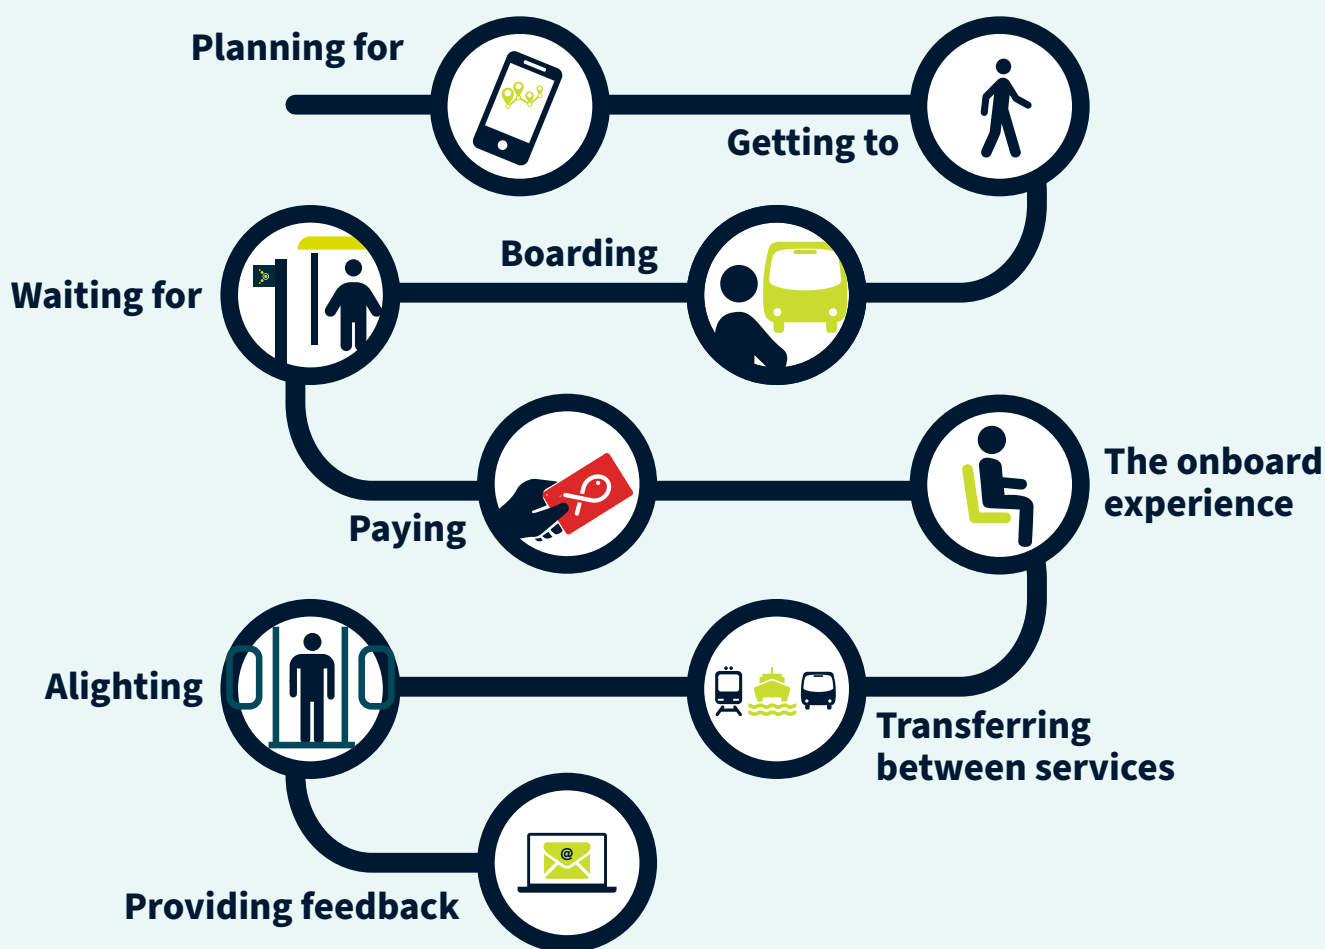 Planning for
Getting to
Boarding
Waiting for
Paying
The onboard
experience
Transferring
between services
Alighting
@
Providing feedback